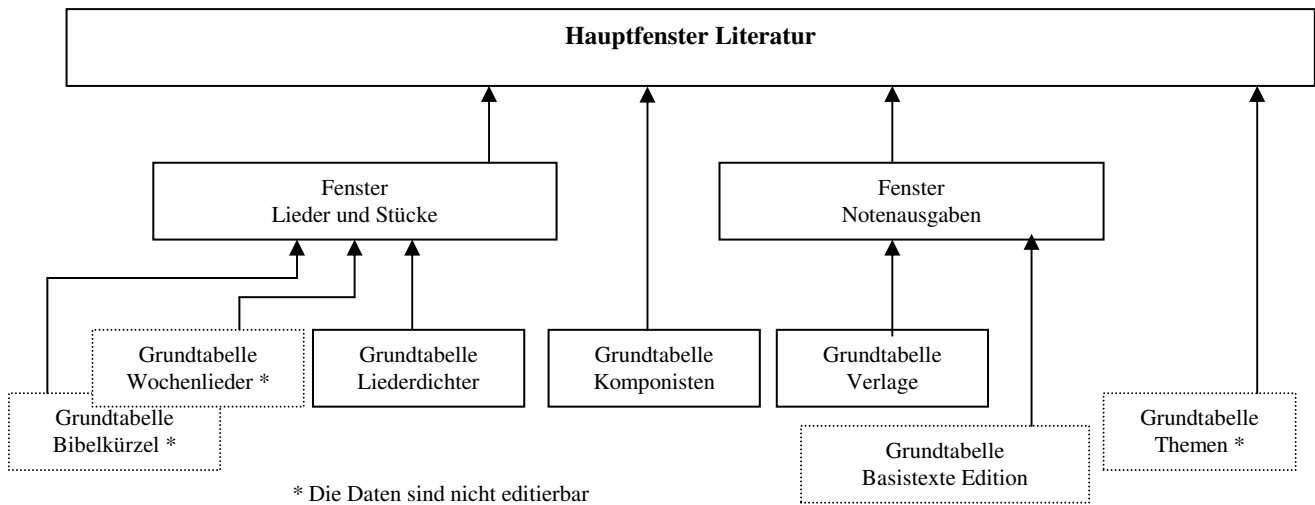 Hauptfenster Literatur
Fenster
Lieder und Stücke
Fenster
Notenausgaben
Grundtabelle
Wochenlieder *
Grundtabelle
Liederdichter
Grundtabelle
Komponisten
Grundtabelle
Verlage
Grundtabelle
Bibelkürzel *
Grundtabelle
Themen *
Grundtabelle
Basistexte Edition
* Die Daten sind nicht editierbar